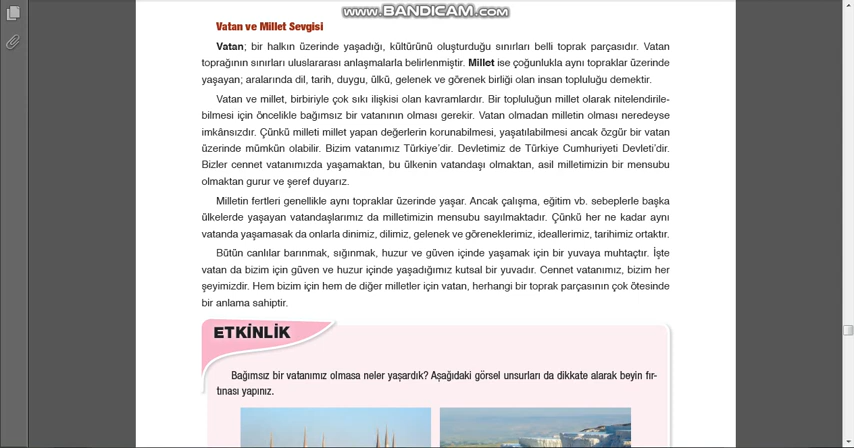 www.BANDICAM.com
Vatan ve Millet Sevgisi
Vatan; bir halkın üzerinde yaşadığı, kültürünü oluşturduğu sınırları belli toprak parçasıdır. Vatan
toprağının sınırları uluslararası anlaşmalarla belirlenmiştir. Millet ise çoğunlukla aynı topraklar üzerinde
yaşayan; aralarında dil, tarih, duygu, ülkü, gelenek ve görenek birliği olan insan topluluğu demektir.
Vatan ve millet, birbiriyle çok sıkı ilişkisi olan kavramlardır. Bir topluluğun millet olarak nitelendirile-
bilmesi için öncelikle bağımsız bir vatanının olması gerekir. Vatan olmadan milletin olması neredeyse
imkânsızdır. Çünkü milleti millet yapan değerlerin korunabilmesi, yaşatılabilmesi ancak özgür bir vatan
üzerinde mümkün olabilir. Bizim vatanımız Türkiye'dir. Devletimiz de Türkiye Cumhuriyeti Devleti'dir.
Bizler cennet vatanımızda yaşamaktan, bu ülkenin vatandaşı olmaktan, asil milletimizin bir mensubu
olmaktan gurur ve şeref duyarız.
Milletin fertleri genellikle aynı topraklar üzerinde yaşar. Ancak çalışma, eğitim vb. sebeplerle başka
ülkelerde yaşayan vatandaşlarımız da milletimizin mensubu sayılmaktadır. Çünkü her ne kadar aynı
vatanda yaşamasak da onlarla dinimiz, dilimiz, gelenek ve göreneklerimiz, ideallerimiz, tarihimiz ortaktır.
Bütün canlılar barınmak, sığınmak, huzur ve güven içinde yaşamak için bir yuvaya muhtaçtır. İşte
vatan da bizim için güven ve huzur içinde yaşadığımız kutsal bir yuvadır. Cennet vatanımız, bizim her
şeyimizdir. Hem bizim için hem de diğer milletler için vatan, herhangi bir toprak parçasının çok ötesinde
bir anlama sahiptir.
ETKİNLİK
Bağımsız bir vatanımız olmasa neler yaşardık? Aşağıdaki görsel unsurları da dikkate alarak beyin fır-
tınası yapınız.